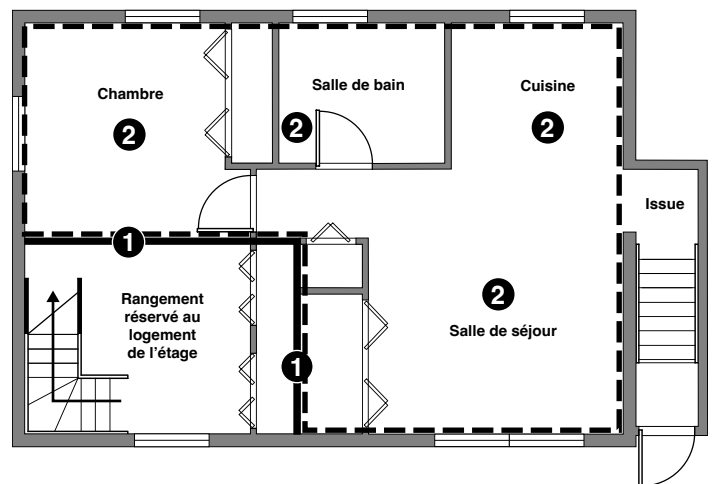 Chambre
2
Salle de bain
2
Cuisine
2
Issue
1
Rangement
réservé au
logement
de l'étage
2
Salle de séjour
1